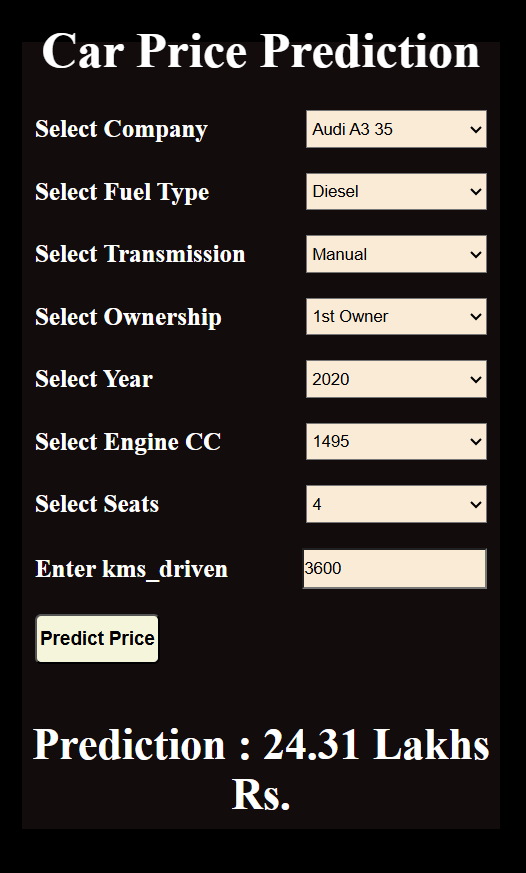 Car Price Prediction
Select Company Audi A3 35
Select Fuel Type Diesel
Select Transmission Manual
Select Ownership 1st Owner
Select Year 2020
Select Engine CC 1495
Select Seats 4
Enter kms_driven 3600
Predict Price
Prediction : 24.31 Lakhs
Rs.